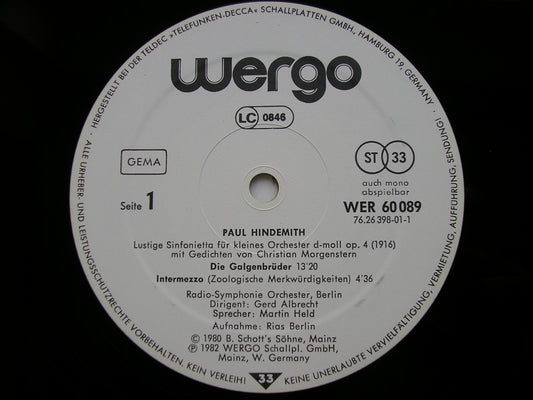 HERGESTELLT BEI DER TELDEC »TELEFUNKEN-DECCA« SCHALLPLATTEN GMBH, HAMBURG 19, GERMANY ·
wergo
LC 0846
GEMA
ST 33
auch mono
abspielbar
Seite 1
WER 60089
76.26 398-01-1
PAUL HINDEMITH
Lustige Sinfonietta für kleines Orchester d-moll op. 4 (1916)
mit Gedichten von Christian Morgenstern
Die Galgenbrüder 13'20
Intermezzo (Zoologische Merkwürdigkeiten) 4'36
Radio-Symphonie Orchester, Berlin
Dirigent: Gerd Albrecht
Sprecher: Martin Held
Aufnahme: Rias Berlin
© 1980 B. Schott's Söhne, Mainz
℗ 1982 WERGO Schallpl. GmbH,
Mainz, W. Germany
· ALLE URHEBER- UND LEISTUNGSSCHUTZRECHTE VORBEHALTEN. KEIN VERLEIH! 33 KEINE UNERLAUBTE VERVIELFÄLTIGUNG, VERMIETUNG, AUFFÜHRUNG, SENDUNG!